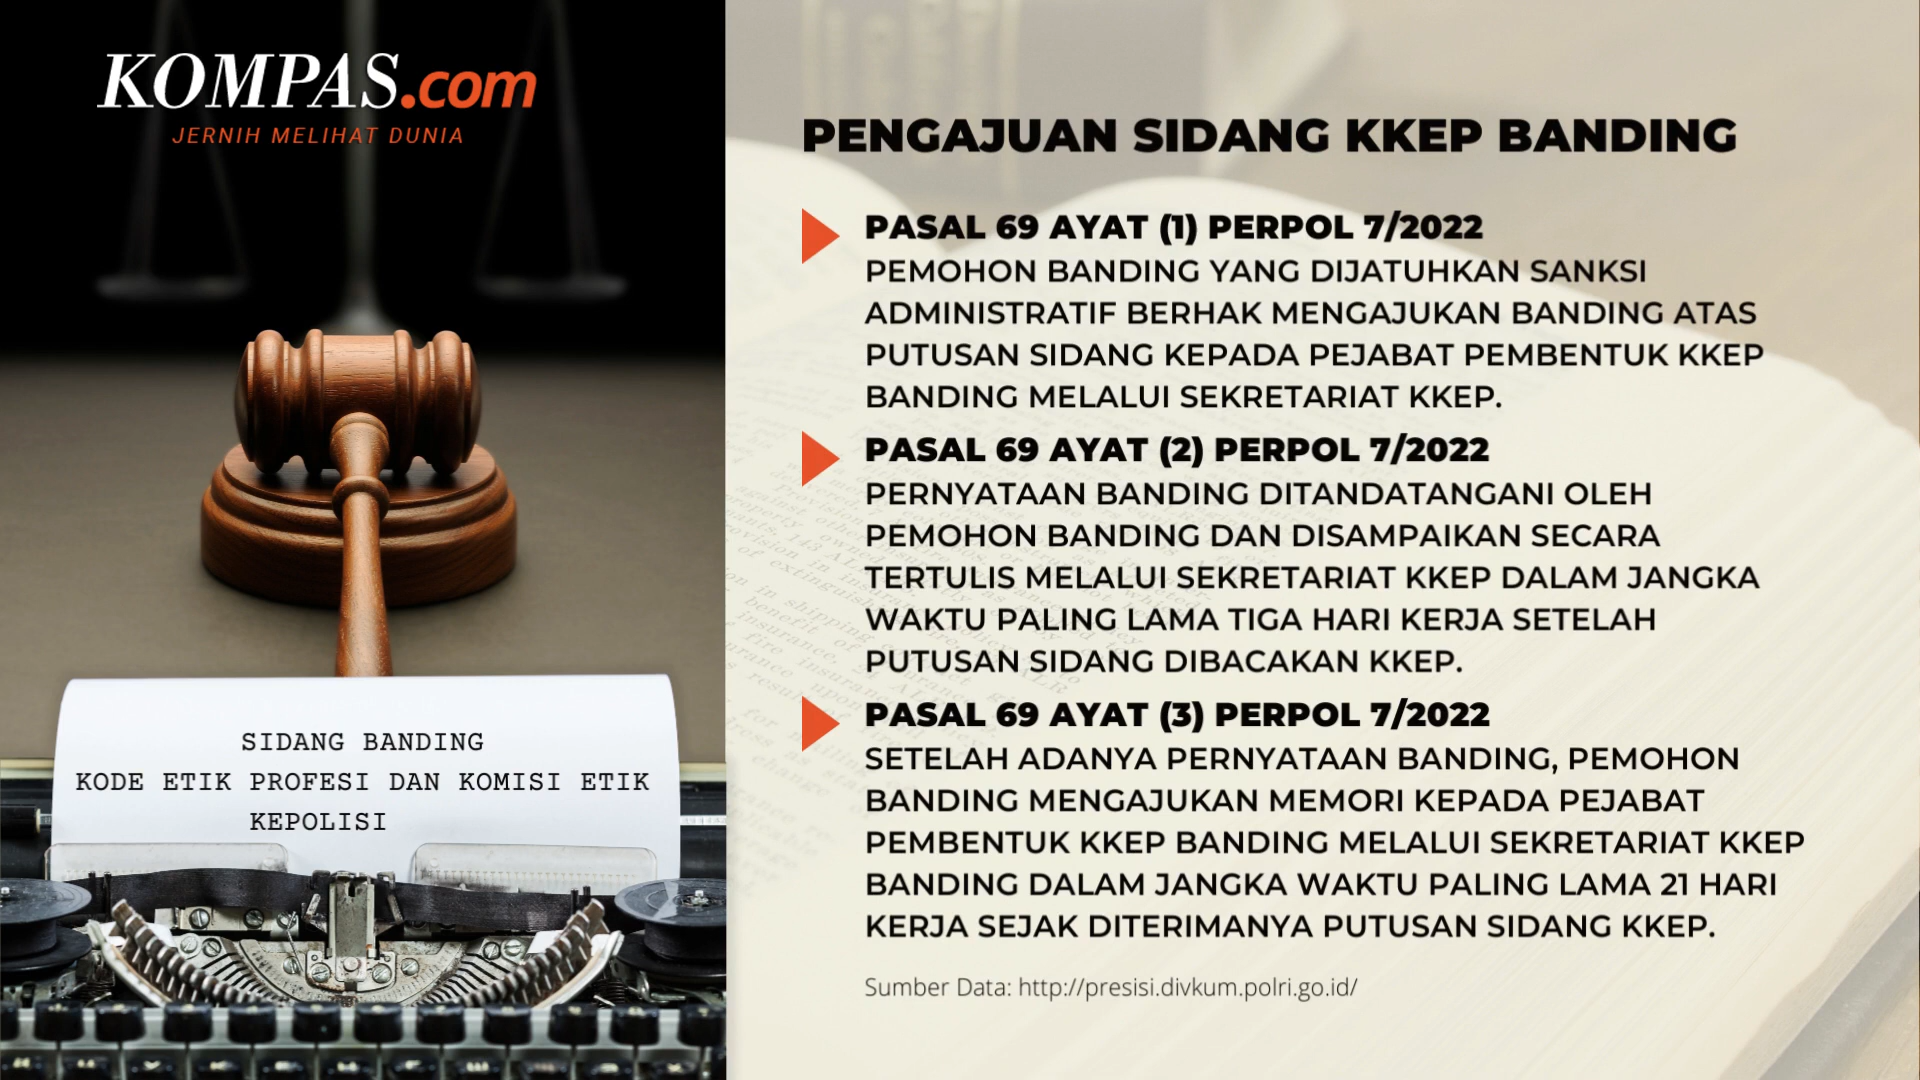 KOMPAS.com
JERNIH MELIHAT DUNIA
SIDANG BANDING
KODE ETIK PROFESI DAN KOMISI ETIK
KEPOLISI
PENGAJUAN SIDANG KKEP BANDING
PASAL 69 AYAT (1) PERPOL 7/2022
PEMOHON BANDING YANG DIJATUHKAN SANKSI
ADMINISTRATIF BERHAK MENGAJUKAN BANDING ATAS
PUTUSAN SIDANG KEPADA PEJABAT PEMBENTUK KKEP
BANDING MELALUI SEKRETARIAT KKEP.
PASAL 69 AYAT (2) PERPOL 7/2022
PERNYATAAN BANDING DITANDATANGANI OLEH
PEMOHON BANDING DAN DISAMPAIKAN SECARA
TERTULIS MELALUI SEKRETARIAT KKEP DALAM JANGKA
WAKTU PALING LAMA TIGA HARI KERJA SETELAH
PUTUSAN SIDANG DIBACAKAN KKEP.
PASAL 69 AYAT (3) PERPOL 7/2022
SETELAH ADANYA PERNYATAAN BANDING, PEMOHON
BANDING MENGAJUKAN MEMORI KEPADA PEJABAT
PEMBENTUK KKEP BANDING MELALUI SEKRETARIAT KKEP
BANDING DALAM JANGKA WAKTU PALING LAMA 21 HARI
KERJA SEJAK DITERIMANYA PUTUSAN SIDANG KKEP.
Sumber Data: http://presisi.divkum.polri.go.id/